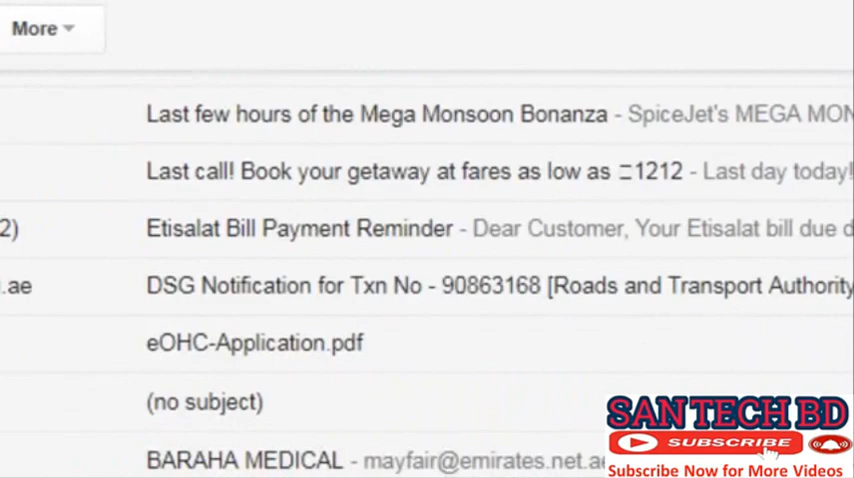 More
Last few hours of the Mega Monsoon Bonanza - SpiceJet's MEGA MON
Last call! Book your getaway at fares as low as 1212 - Last day today!
2) Etisalat Bill Payment Reminder - Dear Customer, Your Etisalat bill due d
.ae DSG Notification for Txn No - 90863168 [Roads and Transport Authority
eOHC-Application.pdf
(no subject)
BARAHA MEDICAL - mayfair@emirates.net.ae
SAN TECH BD
SUBSCRIBE
Subscribe Now for More Videos